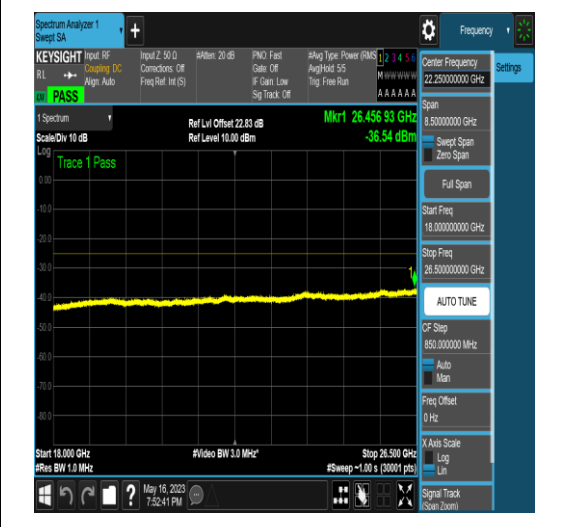 Spectrum Analyzer 1
Swept SA
Frequency
KEYSIGHT
RL
PASS
Input: RF
Coupling: DC
Align: Auto
Input Z: 50 Ω
Corrections: Off
Freq Ref: Int (S)
#Atten: 20 dB
PNO: Fast
Gate: Off
IF Gain: Low
Sig Track: Off
#Avg Type: Power (RMS
Avg|Hold: 5/5
Trig: Free Run
1 2 3 4 5 6
M W W W W W
A A A A A A
1 Spectrum
Scale/Div 10 dB
Ref Lvl Offset 22.83 dB
Ref Level 10.00 dBm
Mkr1 26.456 93 GHz
-36.54 dBm
Log
Trace 1 Pass
0.00
-10.0
-20.0
-30.0
-40.0
-50.0
-60.0
-70.0
-80.0
1
Start 18.000 GHz
#Res BW 1.0 MHz
#Video BW 3.0 MHz*
Stop 26.500 GHz
#Sweep ~1.00 s (30001 pts)
May 16, 2023
7:52:41 PM
Center Frequency
22.250000000 GHz
Settings
Span
8.50000000 GHz
Swept Span
Zero Span
Full Span
Start Freq
18.000000000 GHz
Stop Freq
26.500000000 GHz
AUTO TUNE
CF Step
850.000000 MHz
Auto
Man
Freq Offset
0 Hz
X Axis Scale
Log
Lin
Signal Track
(Span Zoom)